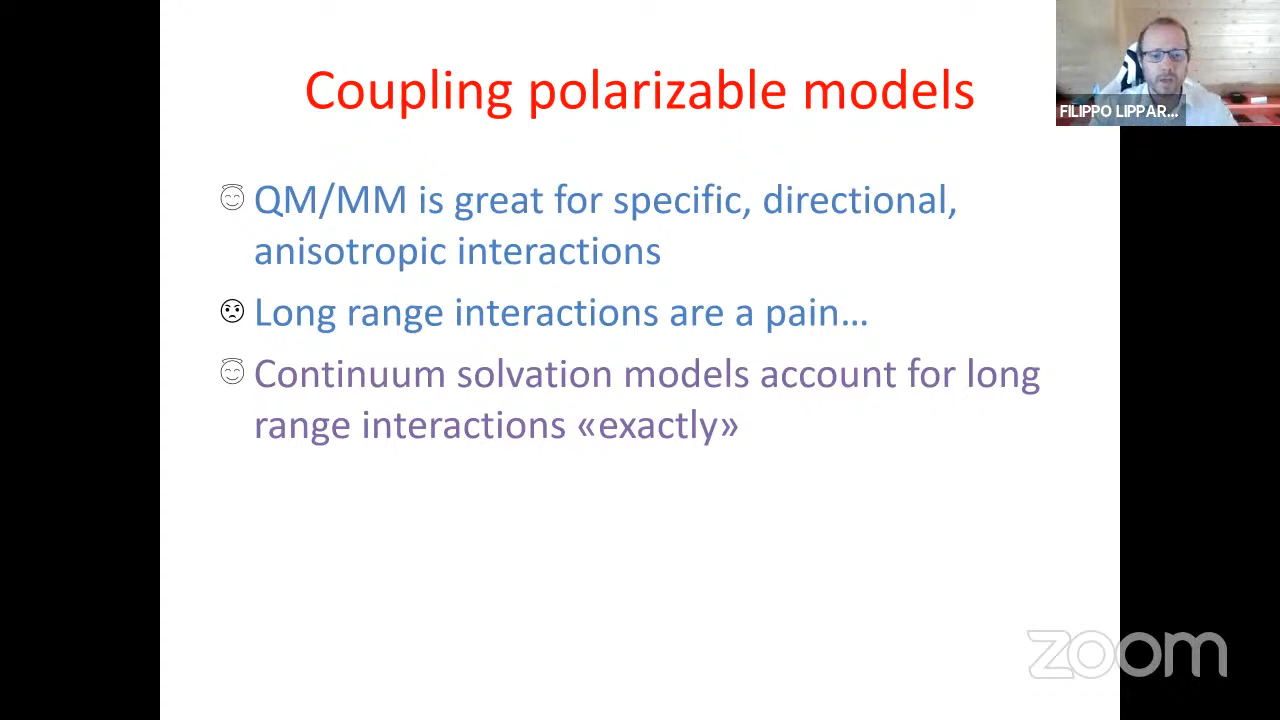 Coupling polarizable models
FILIPPO LIPPAR...
QM/MM is great for specific, directional,
anisotropic interactions
Long range interactions are a pain…
Continuum solvation models account for long
range interactions «exactly»
zoom